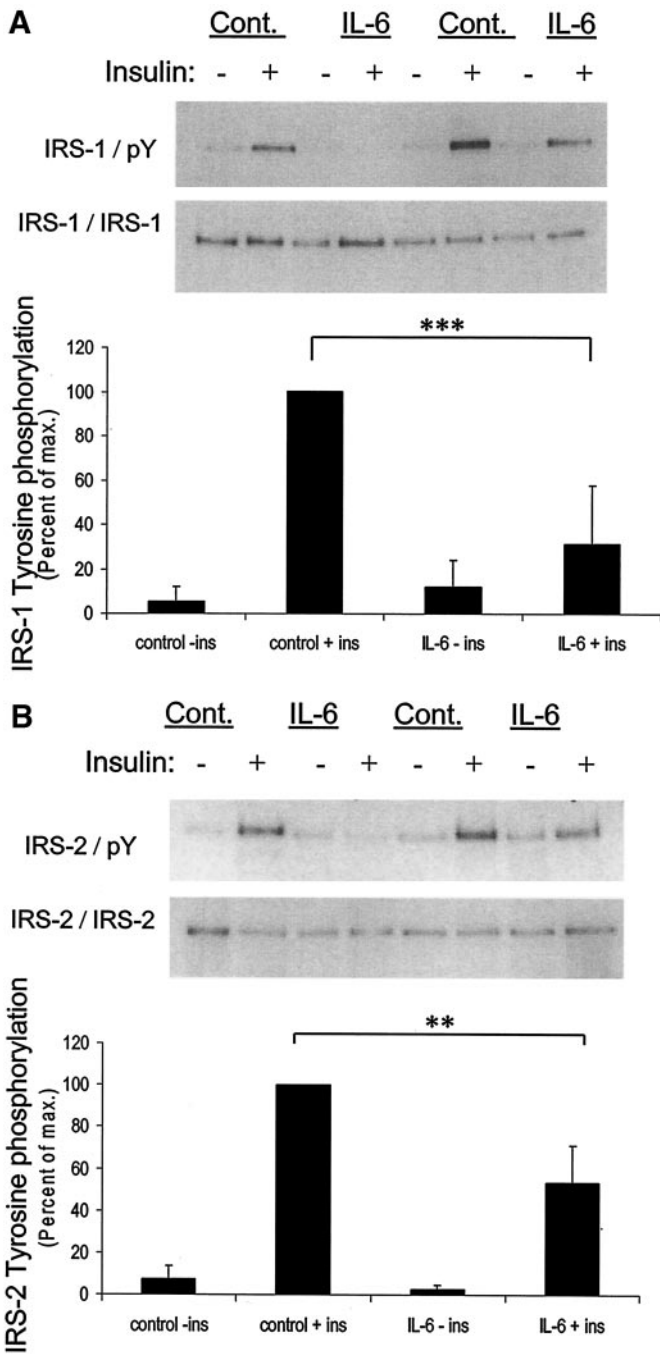 A
Cont. IL-6 Cont. IL-6
Insulin: - + - + - + - +
IRS-1 / pY
IRS-1 / IRS-1
***
IRS-1 Tyrosine phosphorylation
(Percent of max.)
120
100
80
60
40
20
0
control -ins control + ins IL-6 - ins IL-6 + ins
B
Cont. IL-6 Cont. IL-6
Insulin: - + - + - + - +
IRS-2 / pY
IRS-2 / IRS-2
**
IRS-2 Tyrosine phosphorylation
(Percent of max.)
120
100
80
60
40
20
0
control -ins control + ins IL-6 - ins IL-6 + ins